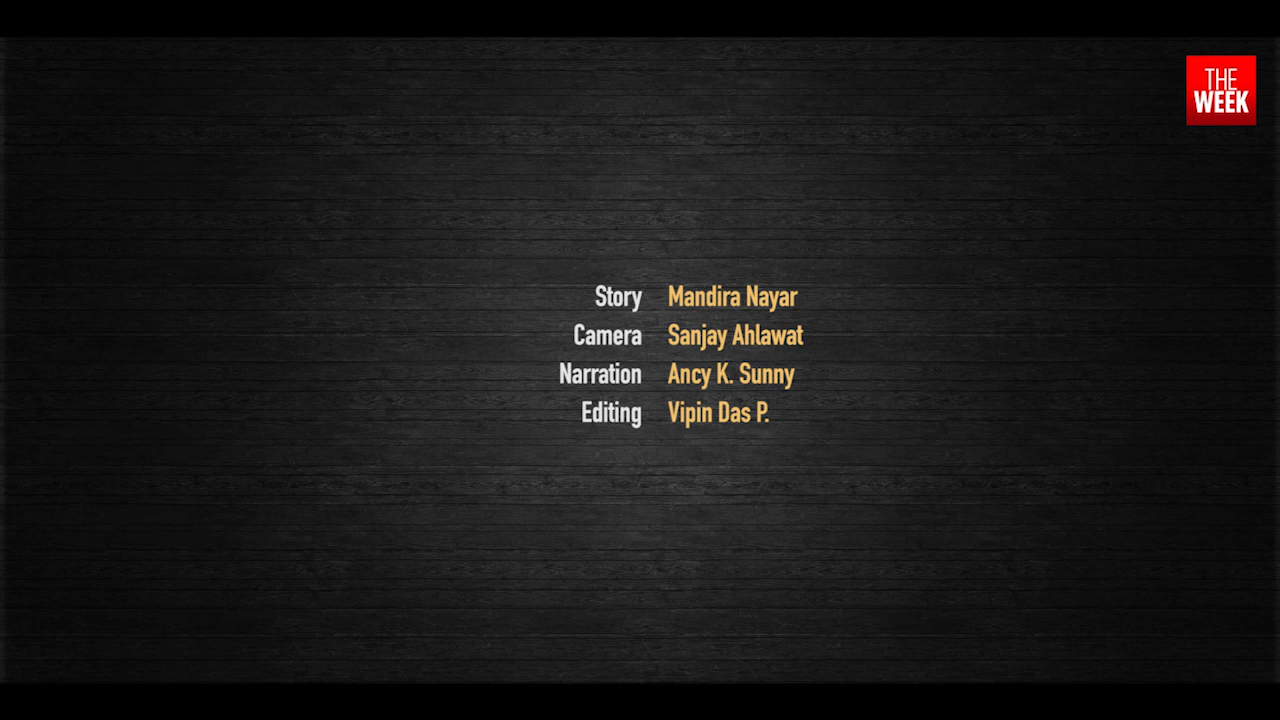 THE
WEEK
Story Mandira Nayar
Camera Sanjay Ahlawat
Narration Ancy K. Sunny
Editing Vipin Das P.